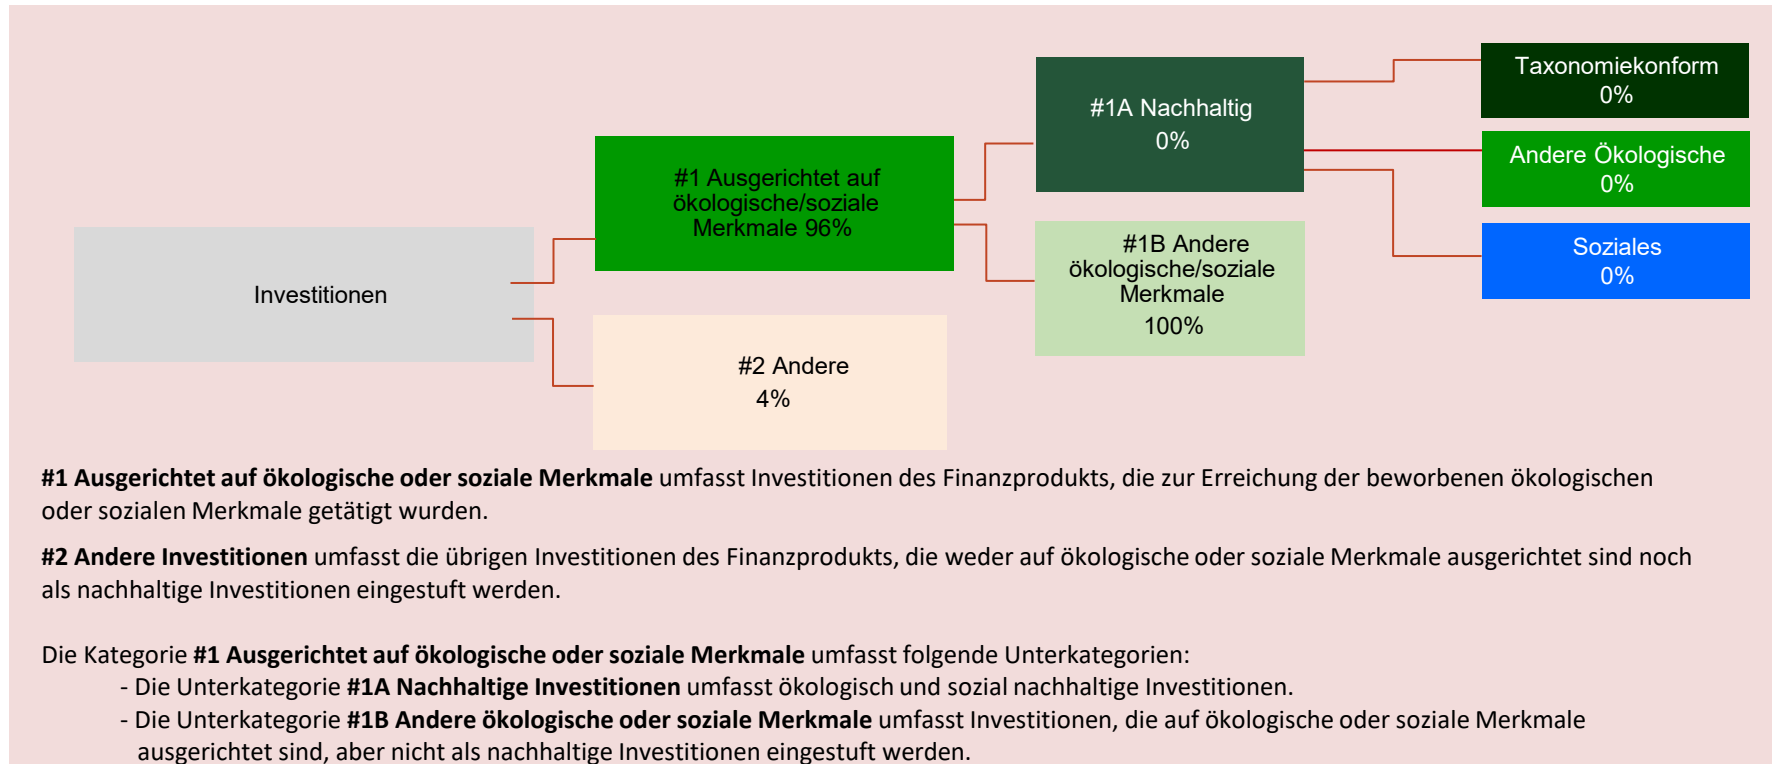 Investitionen
#1 Ausgerichtet auf
ökologische/soziale
Merkmale 96%
#2 Andere
4%
#1A Nachhaltig
0%
#1B Andere
ökologische/soziale
Merkmale
100%
Taxonomiekonform
0%
Andere Ökologische
0%
Soziales
0%
#1 Ausgerichtet auf ökologische oder soziale Merkmale umfasst Investitionen des Finanzprodukts, die zur Erreichung der beworbenen ökologischen
oder sozialen Merkmale getätigt wurden.
#2 Andere Investitionen umfasst die übrigen Investitionen des Finanzprodukts, die weder auf ökologische oder soziale Merkmale ausgerichtet sind noch
als nachhaltige Investitionen eingestuft werden.
Die Kategorie #1 Ausgerichtet auf ökologische oder soziale Merkmale umfasst folgende Unterkategorien:
- Die Unterkategorie #1A Nachhaltige Investitionen umfasst ökologisch und sozial nachhaltige Investitionen.
- Die Unterkategorie #1B Andere ökologische oder soziale Merkmale umfasst Investitionen, die auf ökologische oder soziale Merkmale
ausgerichtet sind, aber nicht als nachhaltige Investitionen eingestuft werden.